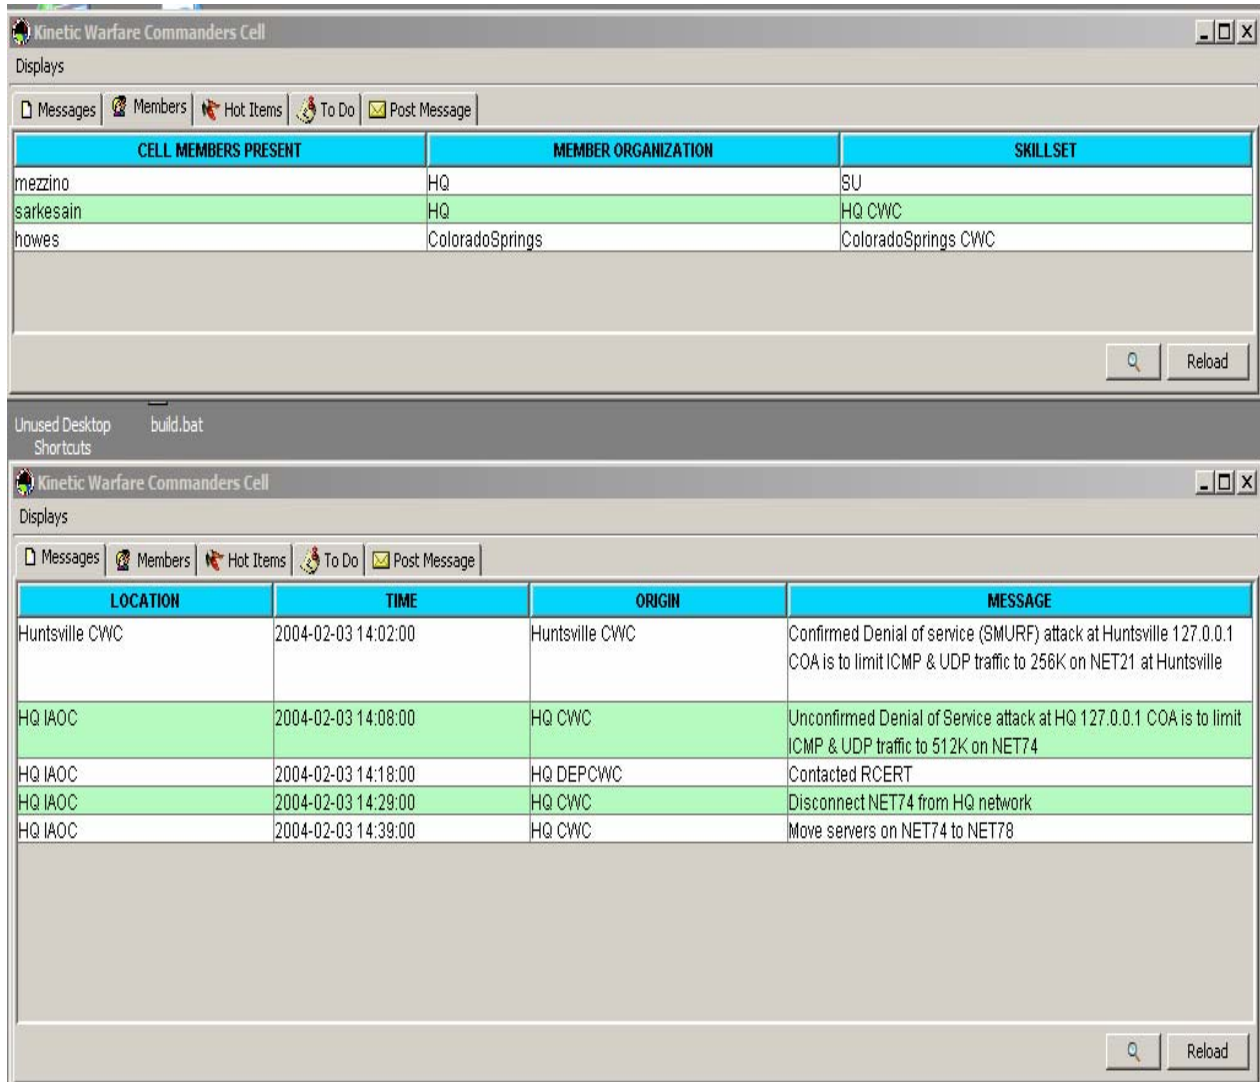 Kinetic Warfare Commanders Cell
Displays
Messages Members Hot Items To Do Post Message
CELL MEMBERS PRESENT MEMBER ORGANIZATION SKILLSET
mezzino HQ SU
sarkesain HQ HQ CWC
howes ColoradoSprings ColoradoSprings CWC
Reload
Unused Desktop build.bat
Shortcuts
Kinetic Warfare Commanders Cell
Displays
Messages Members Hot Items To Do Post Message
LOCATION TIME ORIGIN MESSAGE
Huntsville CWC 2004-02-03 14:02:00 Huntsville CWC Confirmed Denial of service (SMURF) attack at Huntsville 127.0.0.1
COA is to limit ICMP & UDP traffic to 256K on NET21 at Huntsville
HQ IAOC 2004-02-03 14:08:00 HQ CWC Unconfirmed Denial of Service attack at HQ 127.0.0.1 COA is to limit
ICMP & UDP traffic to 512K on NET74
HQ IAOC 2004-02-03 14:18:00 HQ DEPCWC Contacted RCERT
HQ IAOC 2004-02-03 14:29:00 HQ CWC Disconnect NET74 from HQ network
HQ IAOC 2004-02-03 14:39:00 HQ CWC Move servers on NET74 to NET78
Reload